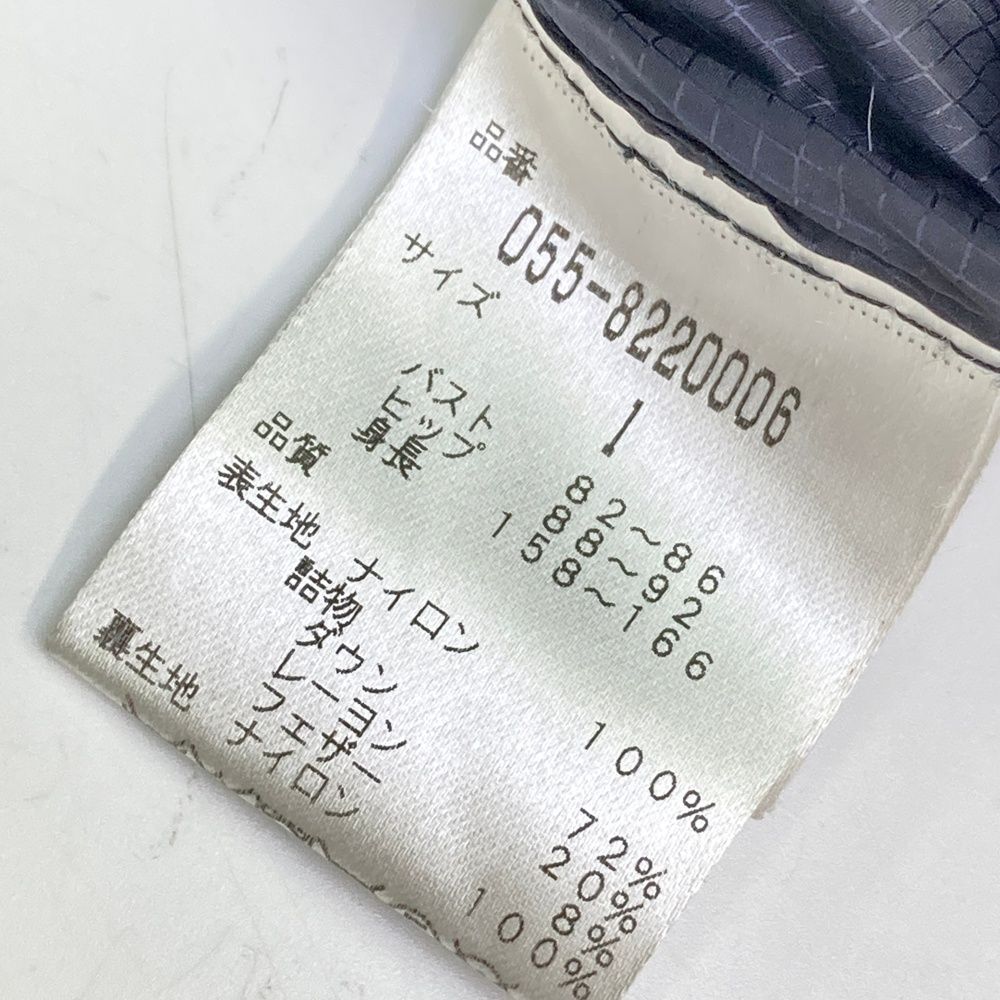 品番
055-8220006
サイズ 1
バスト 82～86
ヒップ 88～92
身長 158～166
品質
表生地 ナイロン 100%
詰物
ダウン 72%
レーヨン 20%
フェザー 8%
裏生地 ナイロン 100%